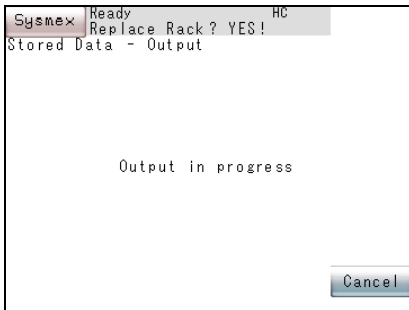 Sysmex Ready HC
Replace Rack? YES!
Stored Data - Output
Output in progress
Cancel